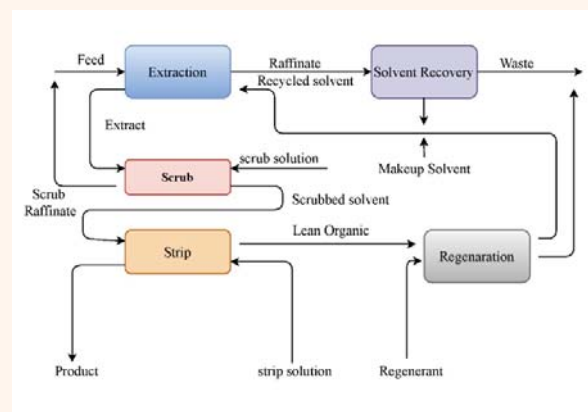 Feed
Extraction
Raffinate
Recycled solvent
Solvent Recovery
Waste
Extract
scrub solution
Makeup Solvent
Scrub
Scrub
Raffinate
Scrubbed solvent
Lean Organic
Strip
Regenaration
Product
strip solution
Regenerant